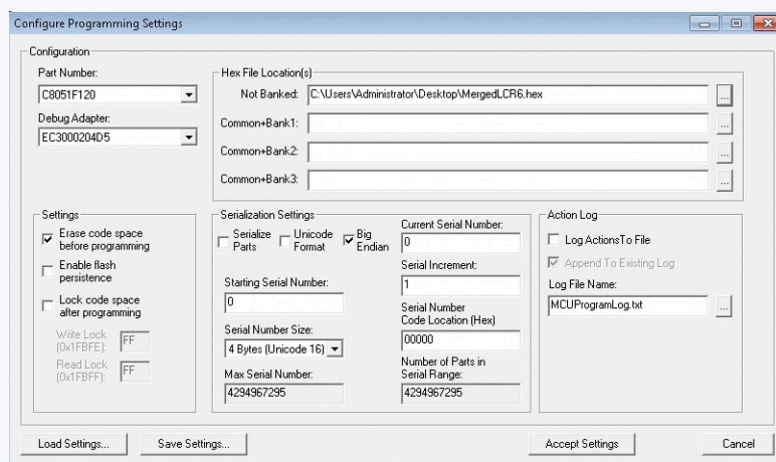 Configure Programming Settings
Configuration
Part Number:
C8051F120
Debug Adapter:
EC3000204D5
Hex File Location(s)
Not Banked: C:\Users\Administrator\Desktop\MergedLCR6.hex ...
Common+Bank1: ...
Common+Bank2: ...
Common+Bank3: ...
Settings
Erase code space
before programming
Enable flash
persistence
Lock code space
after programming
Write Lock
(0x1FBFE): FF
Read Lock
(0x1FBFF): FF
Serialization Settings
Serialize
Parts
Unicode
Format
Big
Endian
Starting Serial Number:
0
Serial Number Size:
4 Bytes (Unicode 16)
Max Serial Number:
4294967295
Current Serial Number:
0
Serial Increment:
1
Serial Number
Code Location (Hex)
00000
Number of Parts in
Serial Range:
4294967295
Action Log
Log ActionsTo File
Append To Existing Log
Log File Name:
MCUProgramLog.txt ...
Load Settings...
Save Settings...
Accept Settings
Cancel